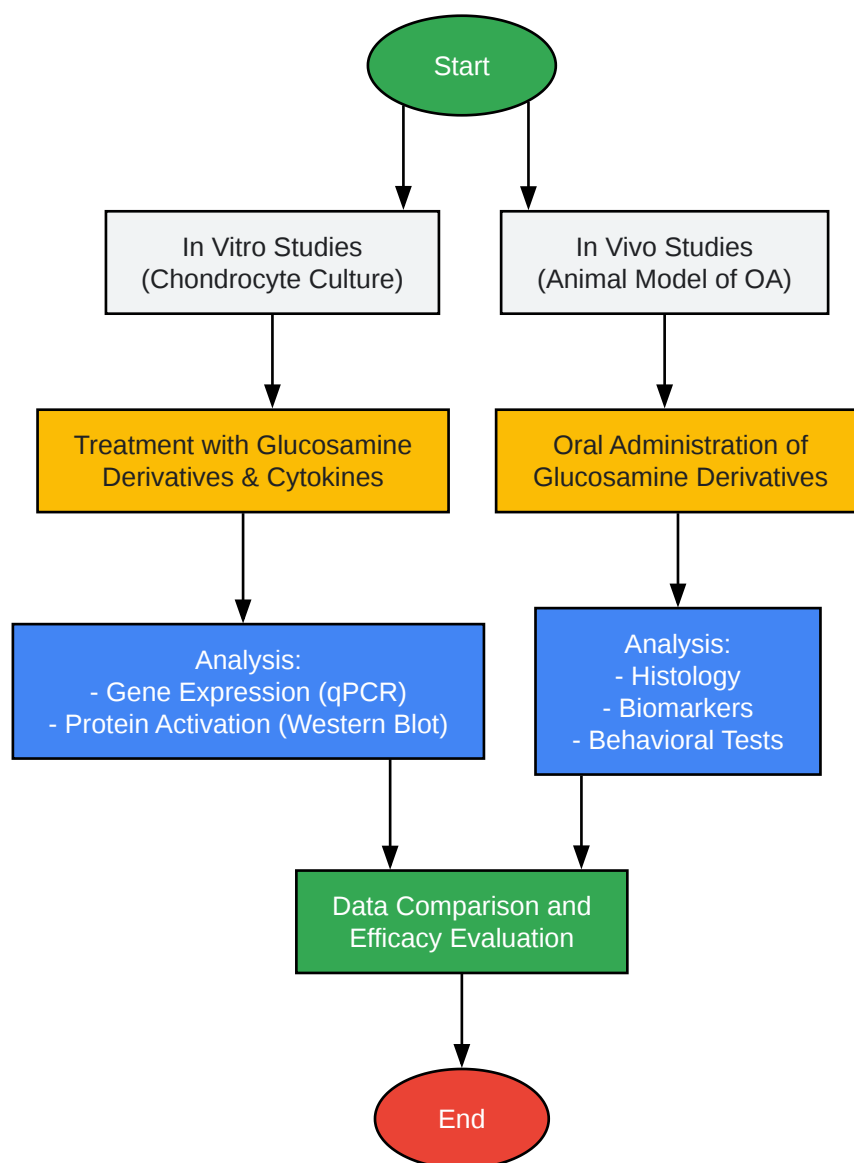 Start
In Vitro Studies
(Chondrocyte Culture)
In Vivo Studies
(Animal Model of OA)
Treatment with Glucosamine
Derivatives & Cytokines
Oral Administration of
Glucosamine Derivatives
Analysis:
- Gene Expression (qPCR)
- Protein Activation (Western Blot)
Analysis:
- Histology
- Biomarkers
- Behavioral Tests
Data Comparison and
Efficacy Evaluation
End